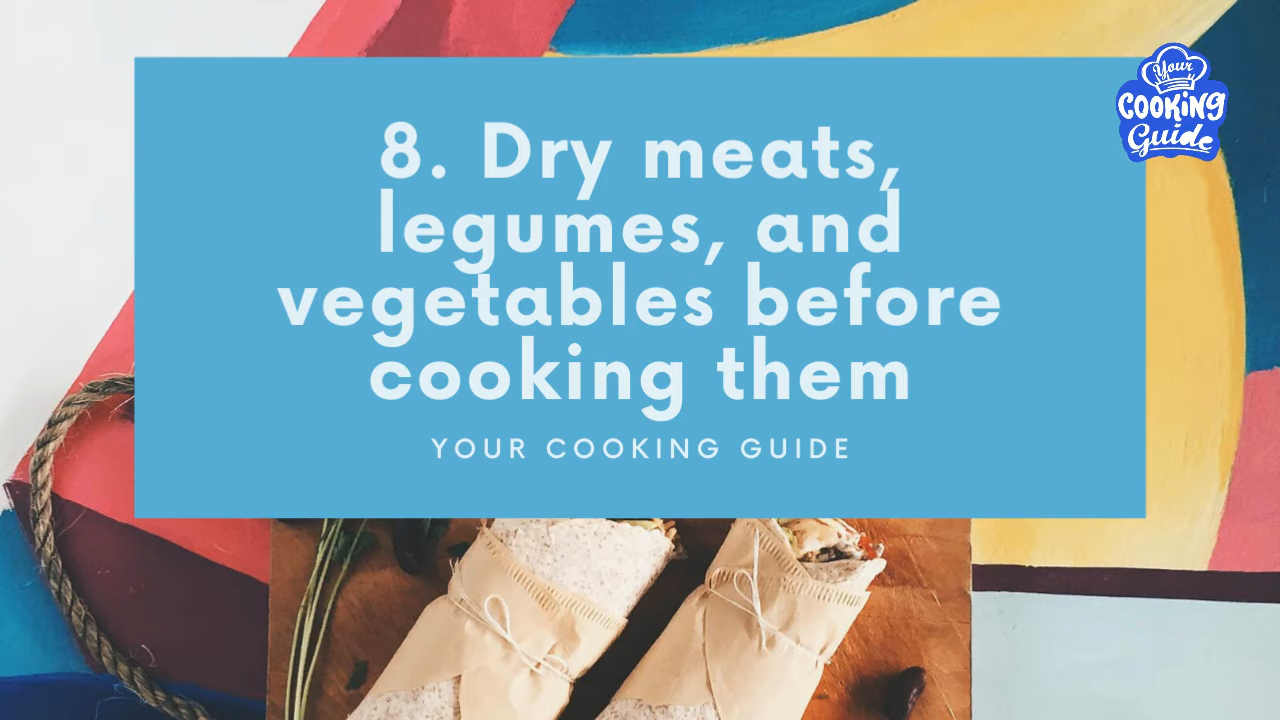 Your
COOKING
Guide
8. Dry meats,
legumes, and
vegetables before
cooking them
YOUR COOKING GUIDE